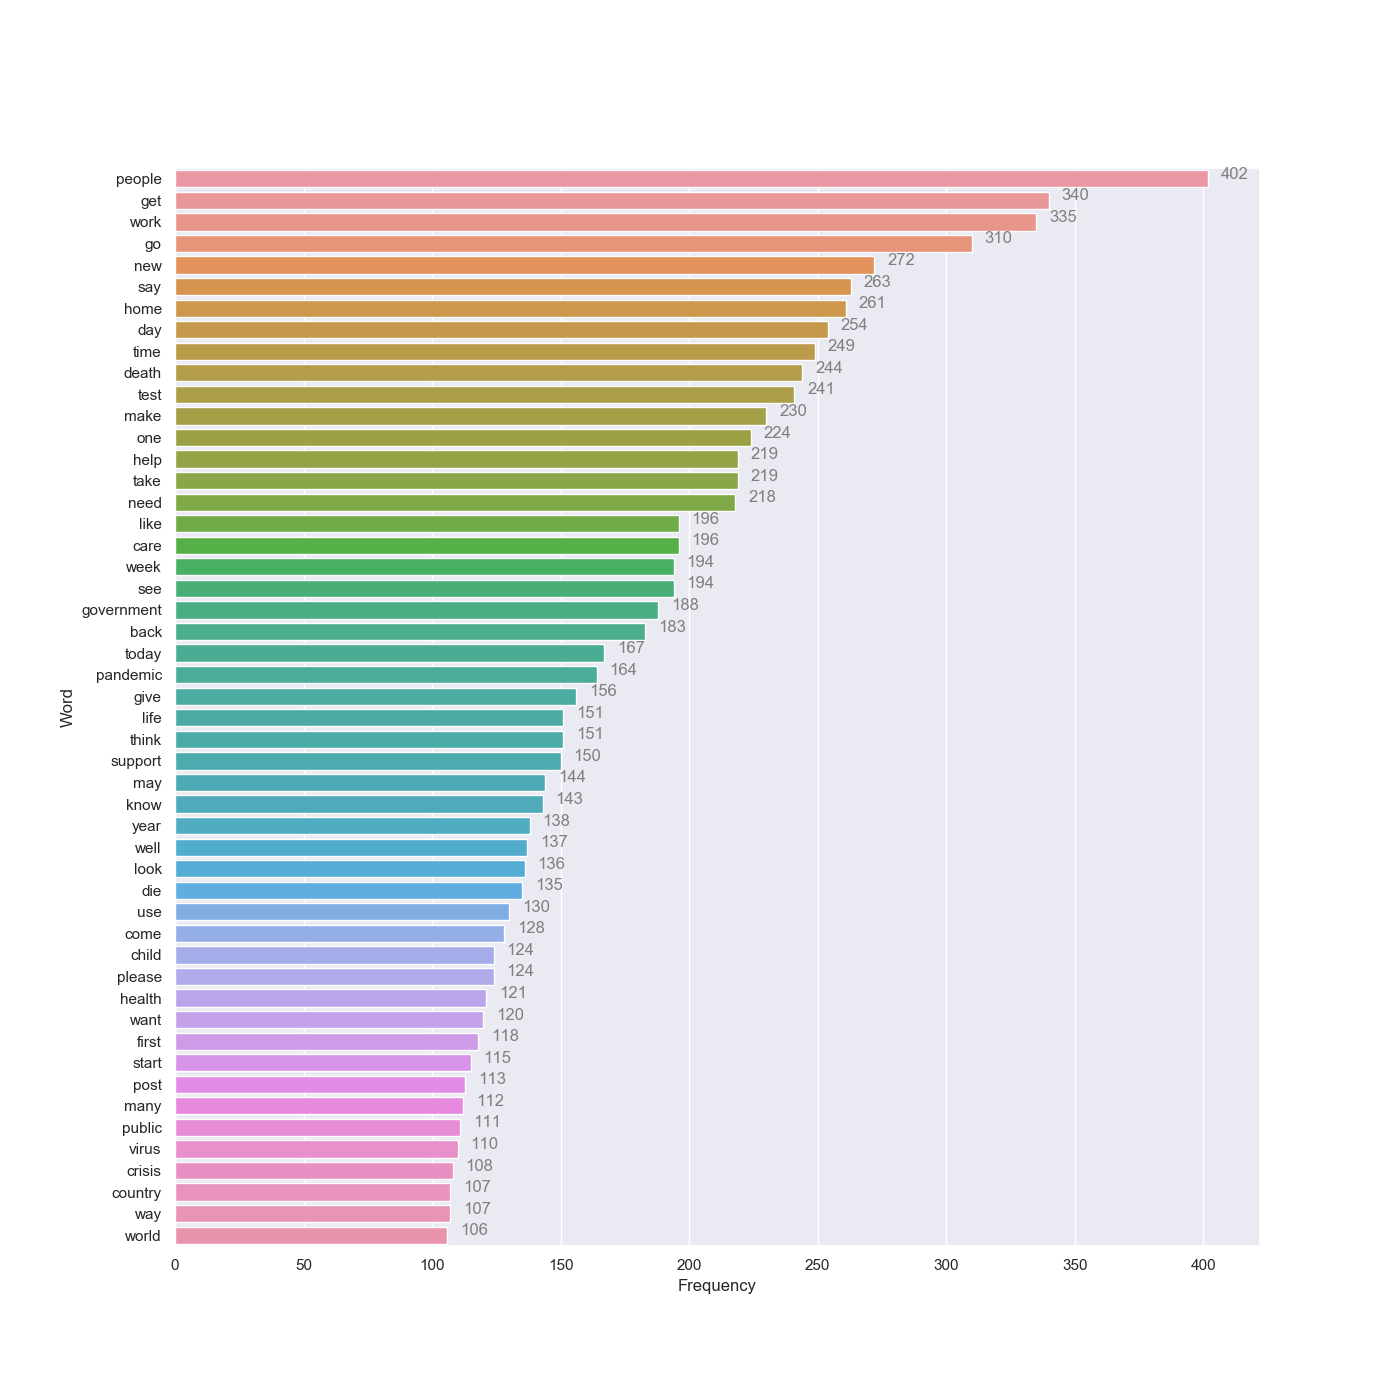 people 402
get 340
work 335
go 310
new 272
say 263
home 261
day 254
time 249
death 244
test 241
make 230
one 224
help 219
take 219
need 218
like 196
care 196
week 194
see 194
government 188
back 183
today 167
pandemic 164
give 156
life 151
think 151
support 150
may 144
know 143
year 138
well 137
look 136
die 135
use 130
come 128
child 124
please 124
health 121
want 120
first 118
start 115
post 113
many 112
public 111
virus 110
crisis 108
country 107
way 107
world 106
Word
0 50 100 150 200 250 300 350 400
Frequency